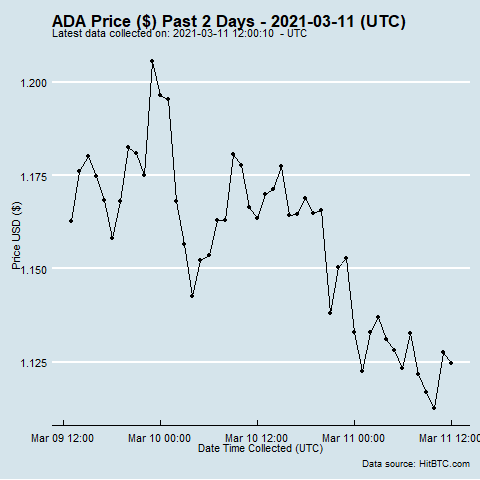 ADA Price ($) Past 2 Days - 2021-03-11 (UTC)
Latest data collected on: 2021-03-11 12:00:10 - UTC
1.200
1.175
1.150
1.125
Price USD ($)
Mar 09 12:00 Mar 10 00:00 Mar 10 12:00 Mar 11 00:00 Mar 11 12:00
Date Time Collected (UTC)
Data source: HitBTC.com